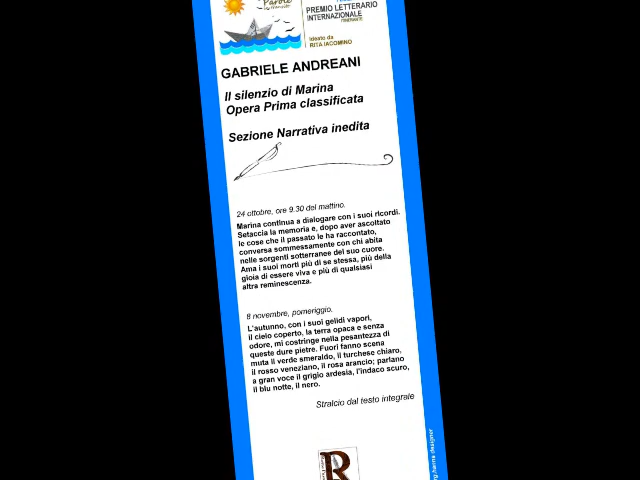 Parole
PREMIO LETTERARIO
INTERNAZIONALE
ITINERANTE
Ideato da
RITA IACOMINO
GABRIELE ANDREANI
Il silenzio di Marina
Opera Prima classificata
Sezione Narrativa inedita
24 ottobre, ore 9.30 del mattino.
Marina continua a dialogare con i suoi ricordi.
Setaccia la memoria e, dopo aver ascoltato
le cose che il passato le ha raccontato,
conversa sommessamente con chi abita
nelle sorgenti sotterranee del suo cuore.
Ama i suoi morti più di se stessa, più della
gioia di essere viva e più di qualsiasi
altra reminescenza.
8 novembre, pomeriggio.
L'autunno, con i suoi gelidi vapori,
il cielo coperto, la terra opaca e senza
odore, mi costringe nella pesantezza di
queste dure pietre. Fuori fanno scena
muta il verde smeraldo, il turchese chiaro,
il rosso veneziano, il rosa arancio; parlano
a gran voce il grigio ardesia, l'indaco scuro,
il blu notte, il nero.
Stralcio dal testo integrale
R
designer